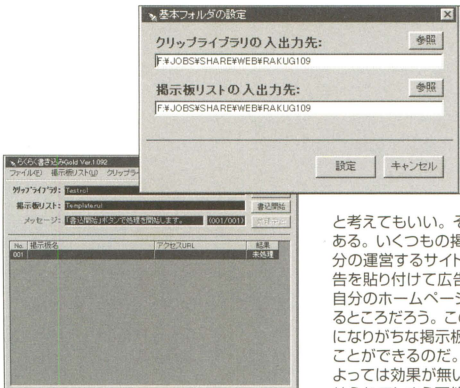 基本フォルダの設定
クリップライブラリの入出力先:
参照
F:¥JOBS¥SHARE¥WEB¥RAKUG109
掲示板リストの入出力先:
参照
F:¥JOBS¥SHARE¥WEB¥RAKUG109
設定
キャンセル
らくらく書き込みGold Ver.1.092
ファイル(F) 掲示板リスト(U) クリップラ
クリップライブラリ: Test.rcl
掲示板リスト: Template.rul
書込開始
メッセージ: 「書込開始」ボタンで処理を開始します。 (001/001)
No. 掲示板名 アクセスURL 結果
001 未処理
と考えてもいい。そ
ある。いくつもの掲
分の運営するサイト
告を貼り付けて広告
自分のホームページ
るところだろう。この
になりがちな掲示板
ことができるのだ。
よっては効果が無い